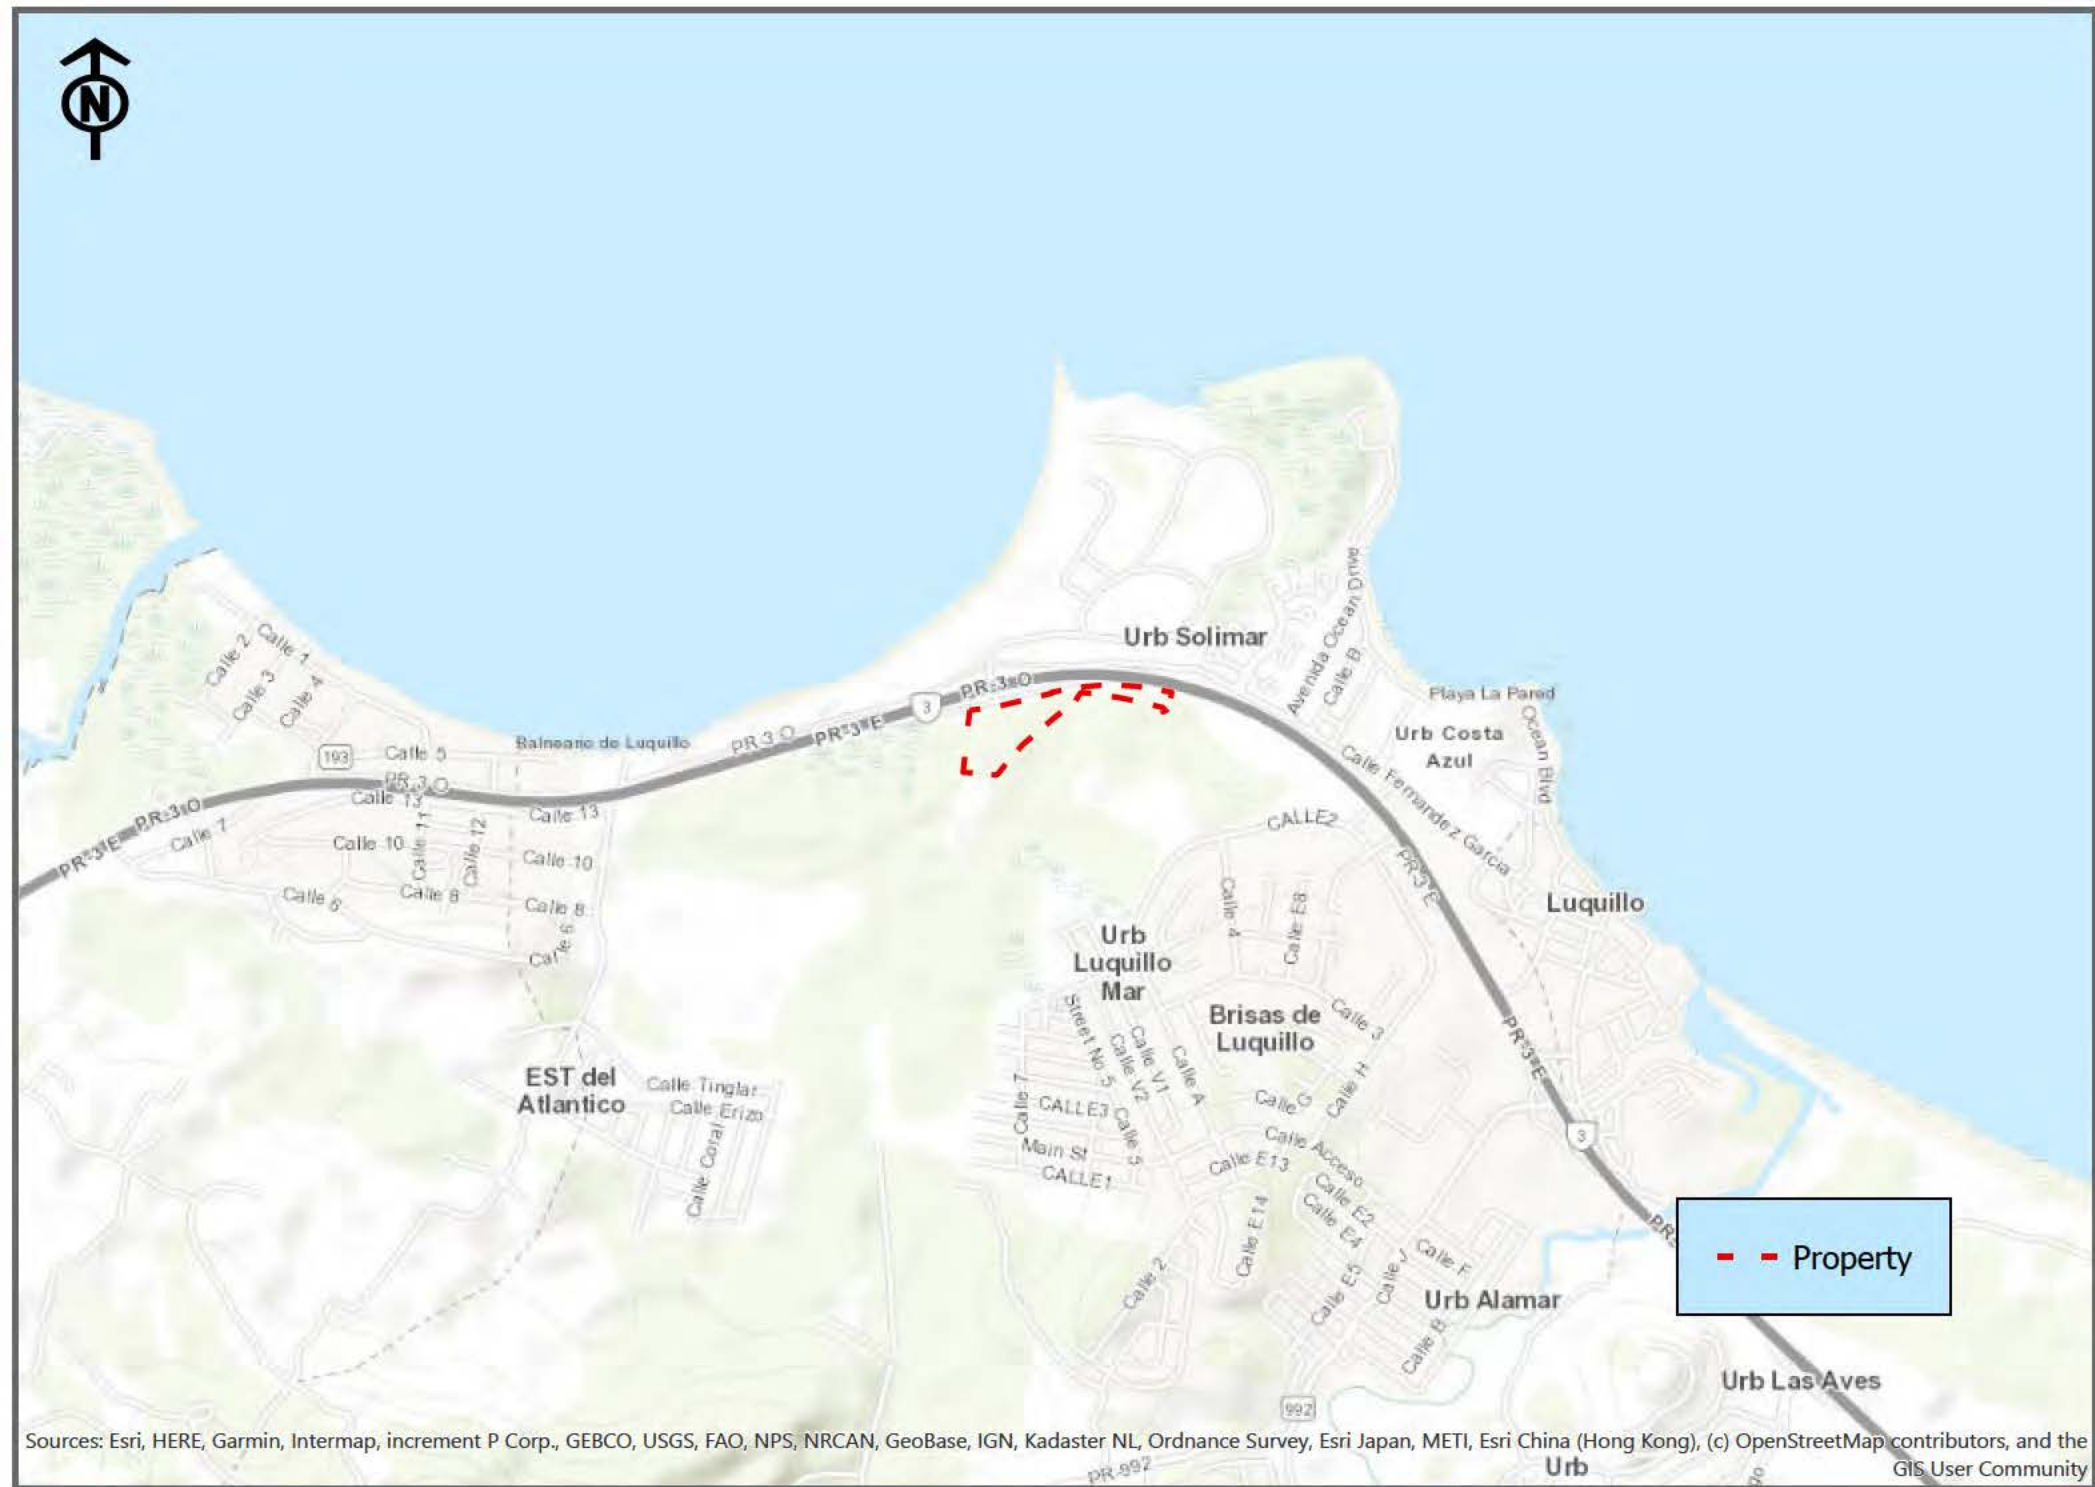 N
Urb Solimar
Avenida Ocean Drive
Calle B
Playa La Pared
Ocean Blvd
Urb Costa
Azul
Calle Fernandez Garcia
Calle 1
Calle 2
Calle 3
Calle 4
193
Calle 5
Balneario de Luquillo
PR 3 O
PR-3 E
3
PR-3 O
PR-3 O
Calle 13
PR-3 O
PR-3 E
Calle 7
Calle 10
Calle 11
Calle 12
Calle 13
Calle 10
Calle 6
Calle 8
Calle 8
Calle 6
CALLE2
PR-3 E
Luquillo
Calle 4
Calle E8
Urb
Luquillo
Mar
Brisas de
Luquillo
Calle 3
PR-3 E
Street No 5
Calle V1
Calle V2
Calle A
Calle H
Calle G
EST del
Atlantico
Calle Tinglar
Calle Erizo
Calle Coral
Calle 7
CALLE3
Calle 5
Main St
CALLE1
Calle E13
Calle Acceso
Calle E2
Calle E4
Calle E14
3
PR-
Calle 2
Calle E5
Calle J
Calle F
Urb Alamar
Calle B
Property
Urb Las Aves
992
Sources: Esri, HERE, Garmin, Intermap, increment P Corp., GEBCO, USGS, FAO, NPS, NRCAN, GeoBase, IGN, Kadaster NL, Ordnance Survey, Esri Japan, METI, Esri China (Hong Kong), (c) OpenStreetMap contributors, and the
GIS User Community
PR-992
Urb